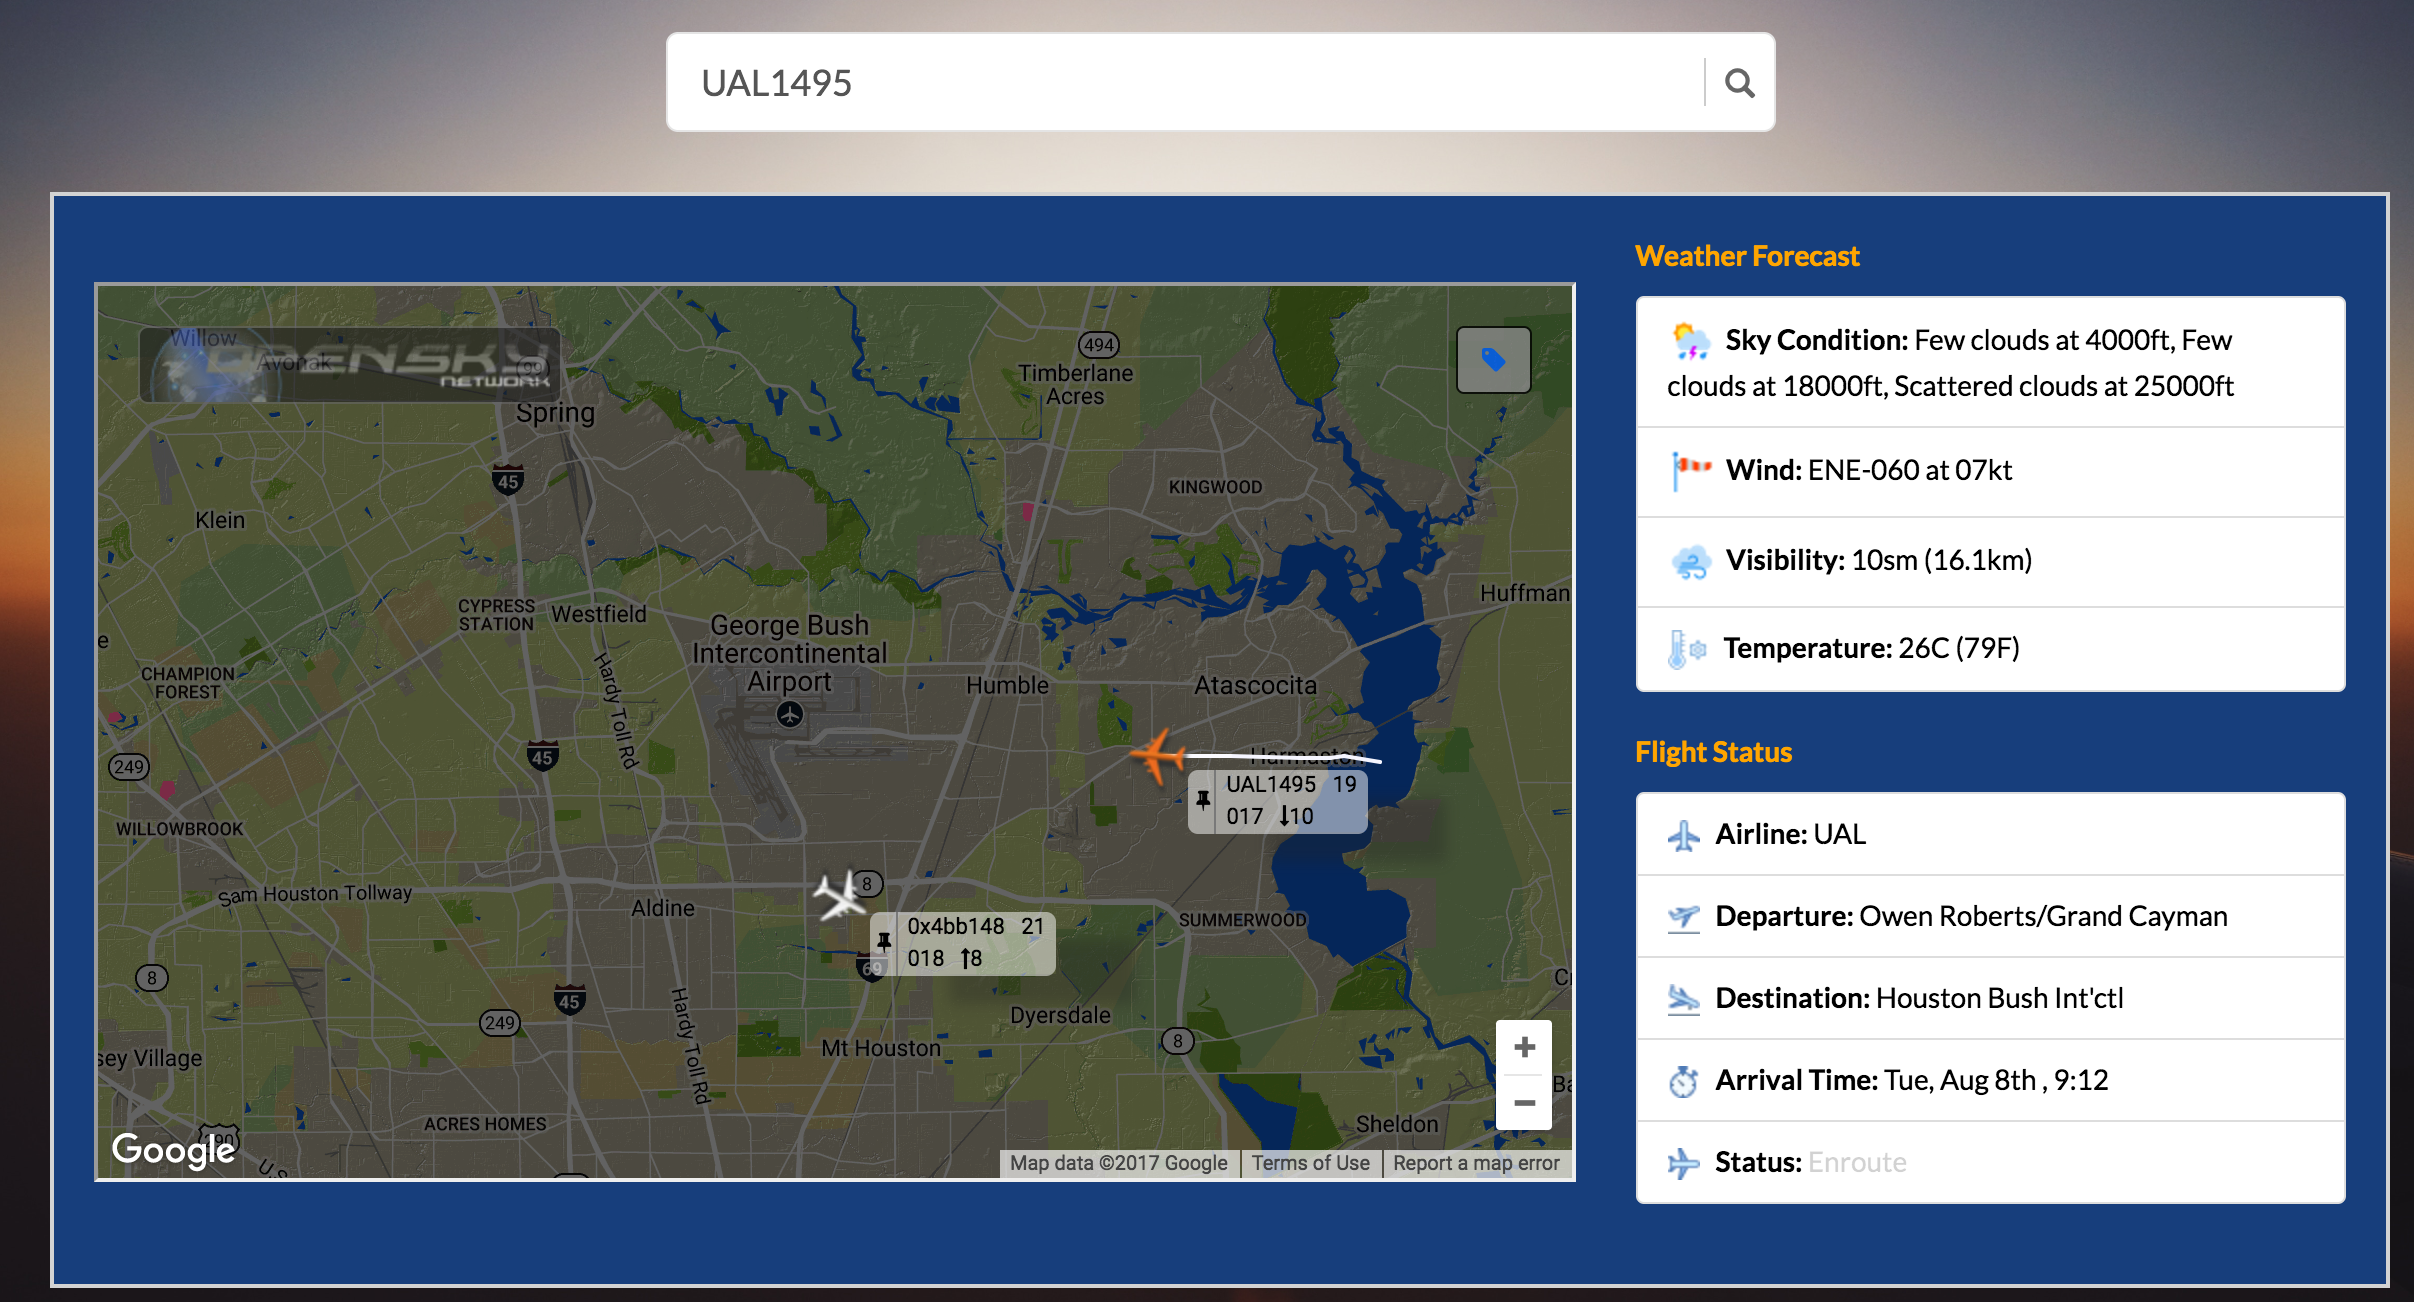 UAL1495
Weather Forecast
Sky Condition: Few clouds at 4000ft, Few
clouds at 18000ft, Scattered clouds at 25000ft
Wind: ENE-060 at 07kt
Visibility: 10sm (16.1km)
Temperature: 26C (79F)
Flight Status
Airline: UAL
Departure: Owen Roberts/Grand Cayman
Destination: Houston Bush Int'ctl
Arrival Time: Tue, Aug 8th , 9:12
Status: Enroute
Willow
Avonak
OPENSKY
NETWORK
99
494
Timberlane
Acres
Spring
45
KINGWOOD
Klein
Huffman
CYPRESS
STATION
Westfield
George Bush
Intercontinental
Airport
e
CHAMPION
FOREST
Hardy Toll Rd
Humble
Atascocita
249
45
Harmaston
UAL1495 19
017 ↓10
WILLOWBROOK
8
Sam Houston Tollway
Aldine
SUMMERWOOD
0x4bb148 21
018 ↑8
69
8
45
249
Hardy Toll Rd
Dyersdale
8
Mt Houston
sey Village
ACRES HOMES
Sheldon
290
Google
Map data ©2017 Google
Terms of Use
Report a map error